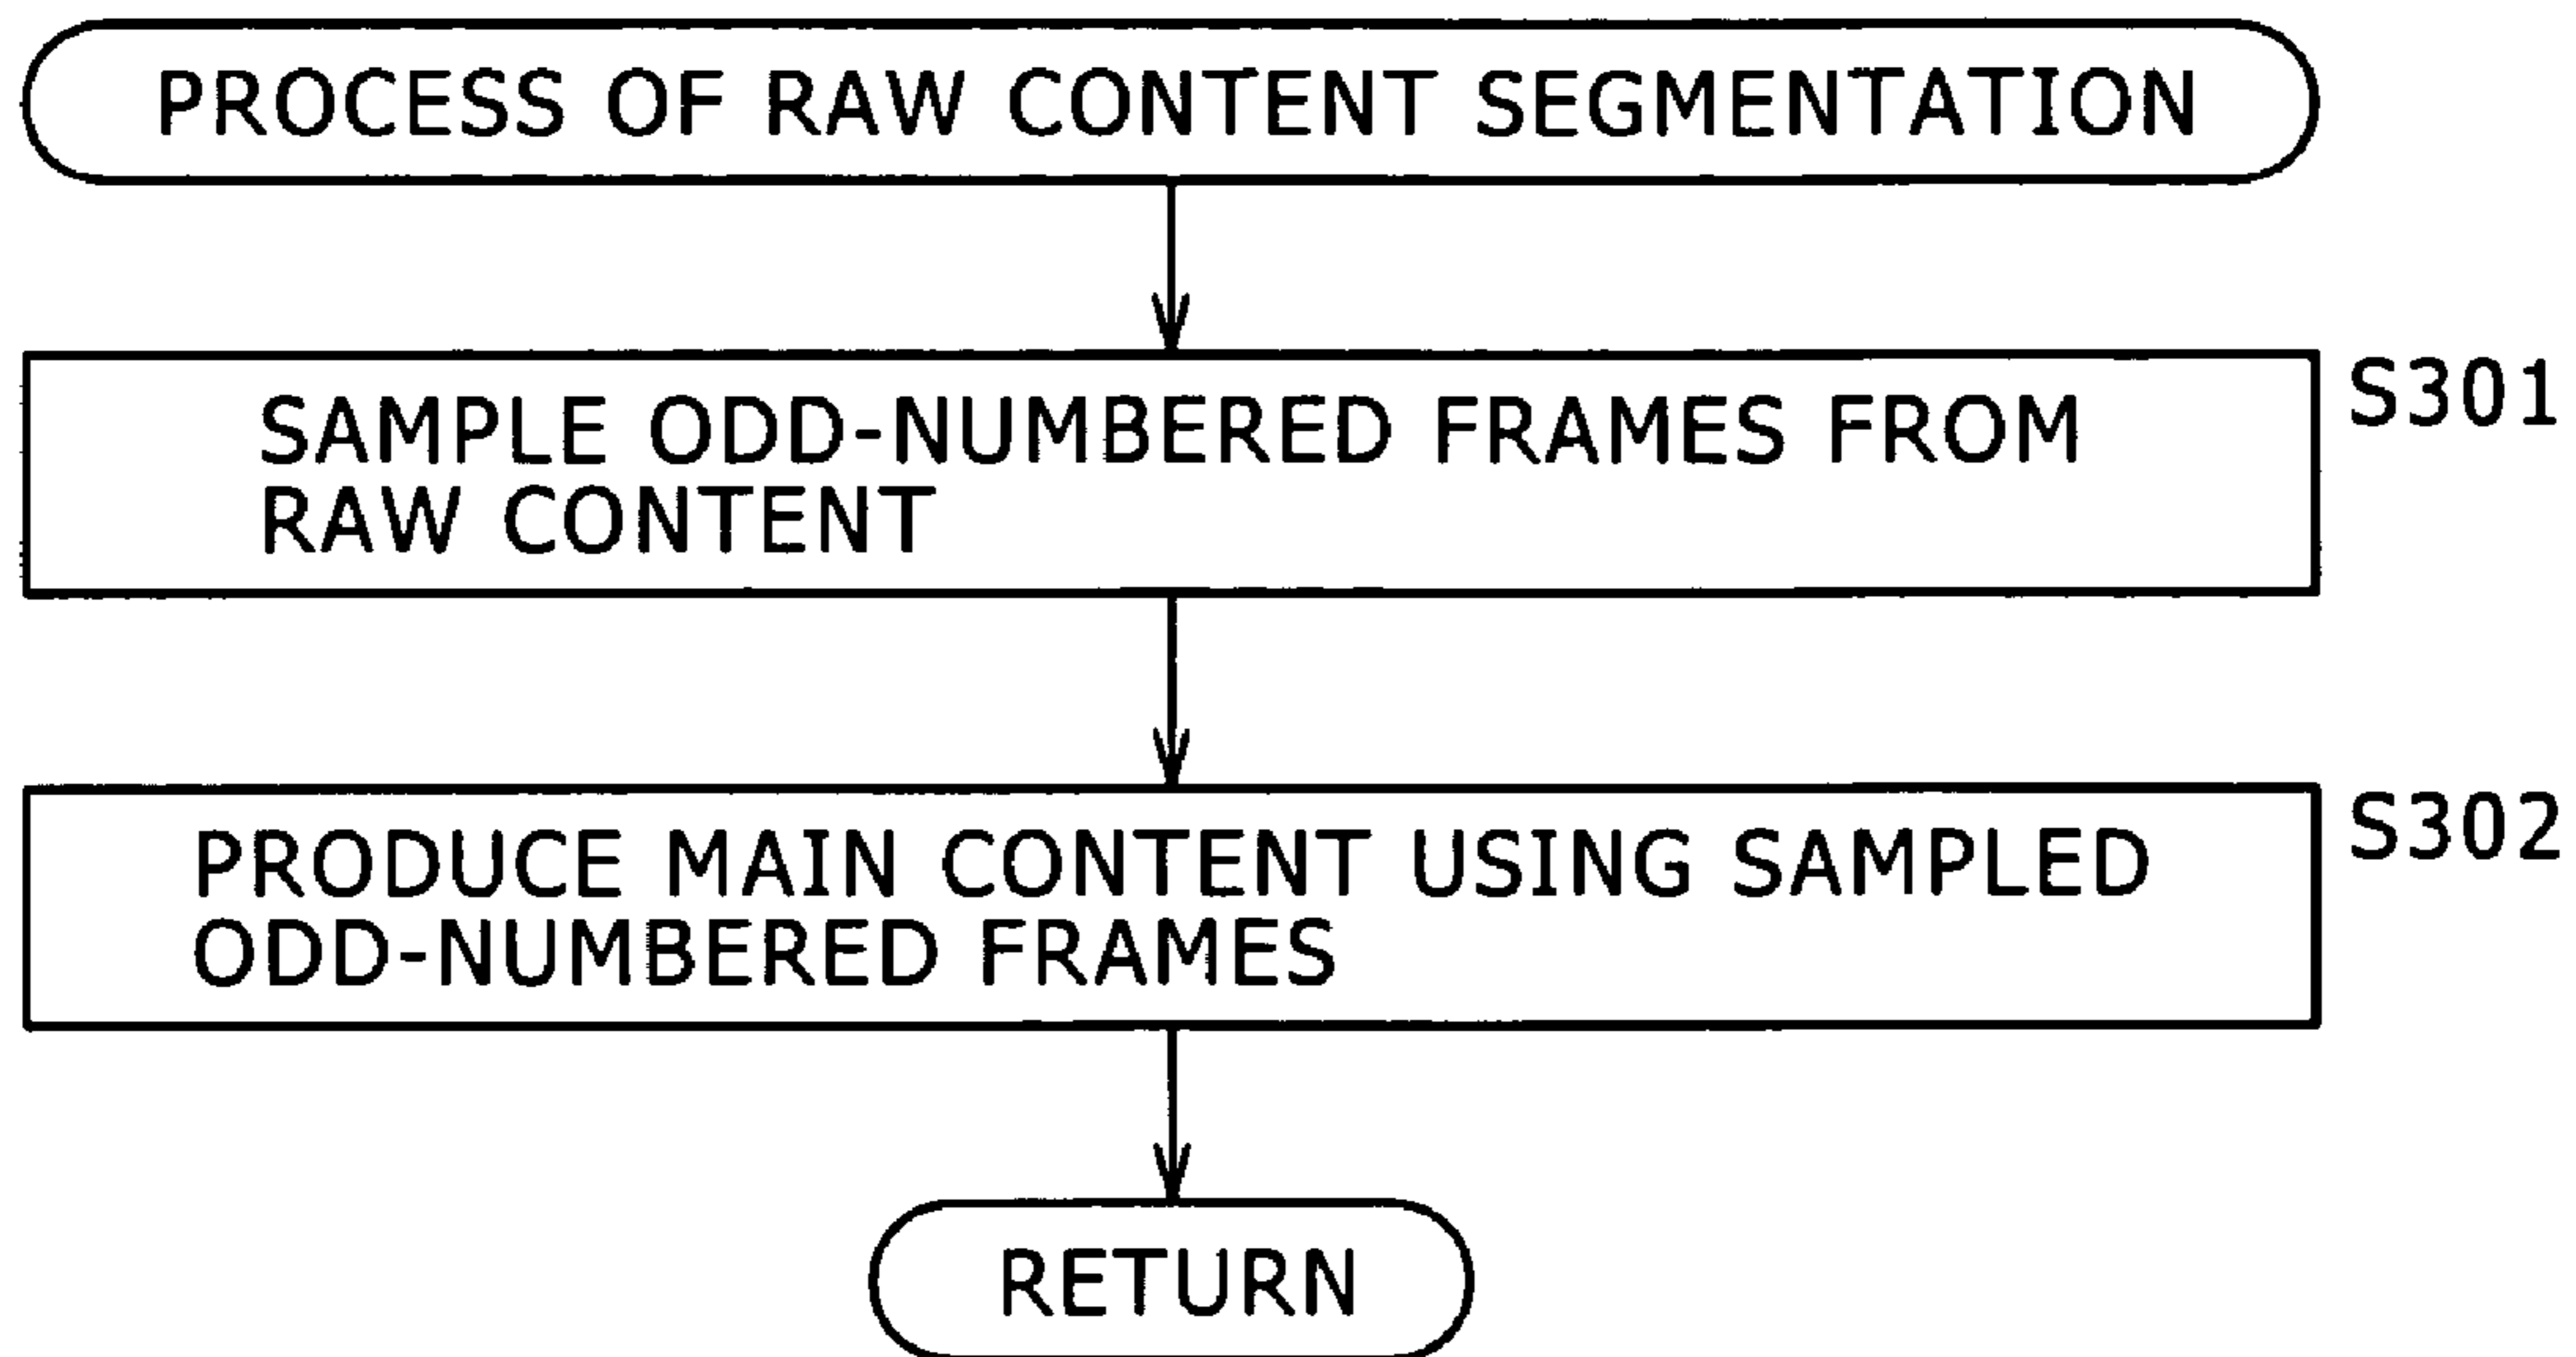 PROCESS OF RAW CONTENT SEGMENTATION
SAMPLE ODD-NUMBERED FRAMES FROM
RAW CONTENT
S301
PRODUCE MAIN CONTENT USING SAMPLED
ODD-NUMBERED FRAMES
S302
RETURN